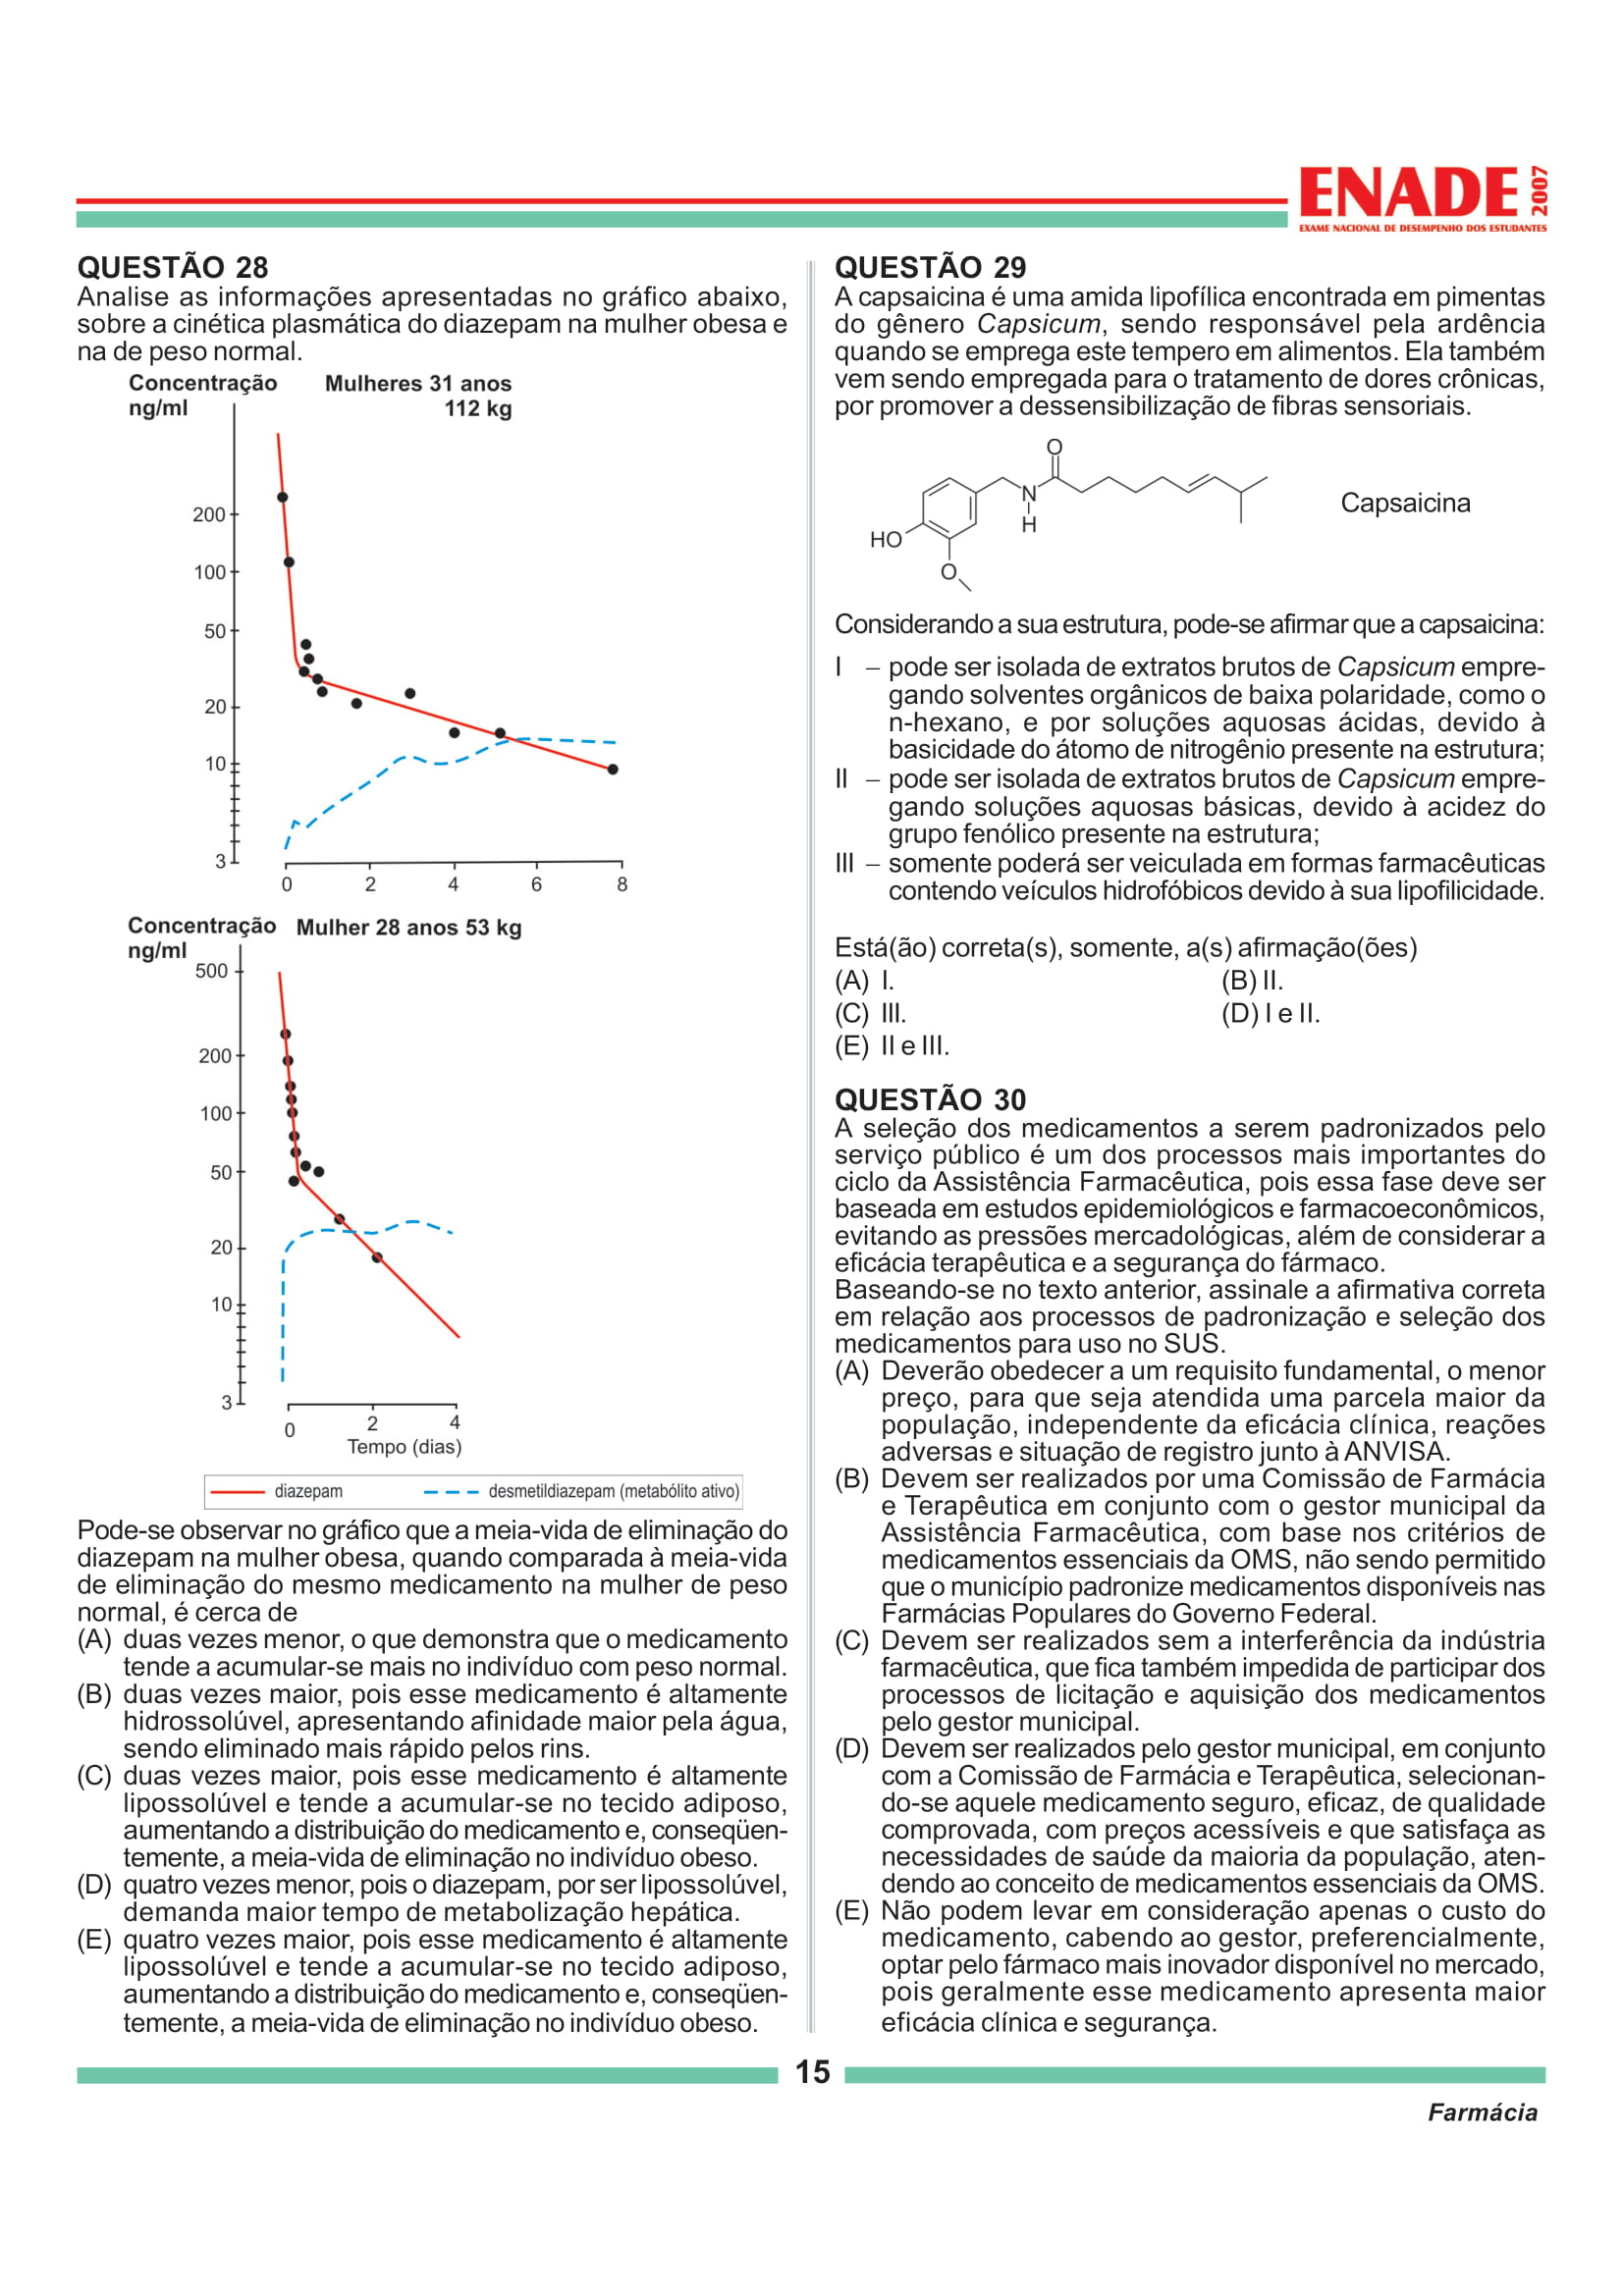 ENADE
2007
EXAME NACIONAL DE DESEMPENHO DOS ESTUDANTES
QUESTÃO 28
Analise as informações apresentadas no gráfico abaixo,
sobre a cinética plasmática do diazepam na mulher obesa e
na de peso normal.
Concentração
ng/ml
Mulheres 31 anos
112 kg
200
100
50
20
10
3
0 2 4 6 8
Concentração
ng/ml
Mulher 28 anos 53 kg
500
200
100
50
20
10
3
0 2 4
Tempo (dias)
diazepam
desmetildiazepam (metabólito ativo)
Pode-se observar no gráfico que a meia-vida de eliminação do
diazepam na mulher obesa, quando comparada à meia-vida
de eliminação do mesmo medicamento na mulher de peso
normal, é cerca de
(A) duas vezes menor, o que demonstra que o medicamento
tende a acumular-se mais no indivíduo com peso normal.
(B) duas vezes maior, pois esse medicamento é altamente
hidrossolúvel, apresentando afinidade maior pela água,
sendo eliminado mais rápido pelos rins.
(C) duas vezes maior, pois esse medicamento é altamente
lipossolúvel e tende a acumular-se no tecido adiposo,
aumentando a distribuição do medicamento e, conseqüen-
temente, a meia-vida de eliminação no indivíduo obeso.
(D) quatro vezes menor, pois o diazepam, por ser lipossolúvel,
demanda maior tempo de metabolização hepática.
(E) quatro vezes maior, pois esse medicamento é altamente
lipossolúvel e tende a acumular-se no tecido adiposo,
aumentando a distribuição do medicamento e, conseqüen-
temente, a meia-vida de eliminação no indivíduo obeso.
QUESTÃO 29
A capsaicina é uma amida lipofílica encontrada em pimentas
do gênero Capsicum, sendo responsável pela ardência
quando se emprega este tempero em alimentos. Ela também
vem sendo empregada para o tratamento de dores crônicas,
por promover a dessensibilização de fibras sensoriais.
O
N
H
HO
O
Capsaicina
Considerando a sua estrutura, pode-se afirmar que a capsaicina:
I – pode ser isolada de extratos brutos de Capsicum empre-
gando solventes orgânicos de baixa polaridade, como o
n-hexano, e por soluções aquosas ácidas, devido à
basicidade do átomo de nitrogênio presente na estrutura;
II – pode ser isolada de extratos brutos de Capsicum empre-
gando soluções aquosas básicas, devido à acidez do
grupo fenólico presente na estrutura;
III – somente poderá ser veiculada em formas farmacêuticas
contendo veículos hidrofóbicos devido à sua lipofilicidade.
Está(ão) correta(s), somente, a(s) afirmação(ões)
(A) I. (B) II.
(C) III. (D) I e II.
(E) II e III.
QUESTÃO 30
A seleção dos medicamentos a serem padronizados pelo
serviço público é um dos processos mais importantes do
ciclo da Assistência Farmacêutica, pois essa fase deve ser
baseada em estudos epidemiológicos e farmacoeconômicos,
evitando as pressões mercadológicas, além de considerar a
eficácia terapêutica e a segurança do fármaco.
Baseando-se no texto anterior, assinale a afirmativa correta
em relação aos processos de padronização e seleção dos
medicamentos para uso no SUS.
(A) Deverão obedecer a um requisito fundamental, o menor
preço, para que seja atendida uma parcela maior da
população, independente da eficácia clínica, reações
adversas e situação de registro junto à ANVISA.
(B) Devem ser realizados por uma Comissão de Farmácia
e Terapêutica em conjunto com o gestor municipal da
Assistência Farmacêutica, com base nos critérios de
medicamentos essenciais da OMS, não sendo permitido
que o município padronize medicamentos disponíveis nas
Farmácias Populares do Governo Federal.
(C) Devem ser realizados sem a interferência da indústria
farmacêutica, que fica também impedida de participar dos
processos de licitação e aquisição dos medicamentos
pelo gestor municipal.
(D) Devem ser realizados pelo gestor municipal, em conjunto
com a Comissão de Farmácia e Terapêutica, selecionan-
do-se aquele medicamento seguro, eficaz, de qualidade
comprovada, com preços acessíveis e que satisfaça as
necessidades de saúde da maioria da população, aten-
dendo ao conceito de medicamentos essenciais da OMS.
(E) Não podem levar em consideração apenas o custo do
medicamento, cabendo ao gestor, preferencialmente,
optar pelo fármaco mais inovador disponível no mercado,
pois geralmente esse medicamento apresenta maior
eficácia clínica e segurança.
15
Farmácia